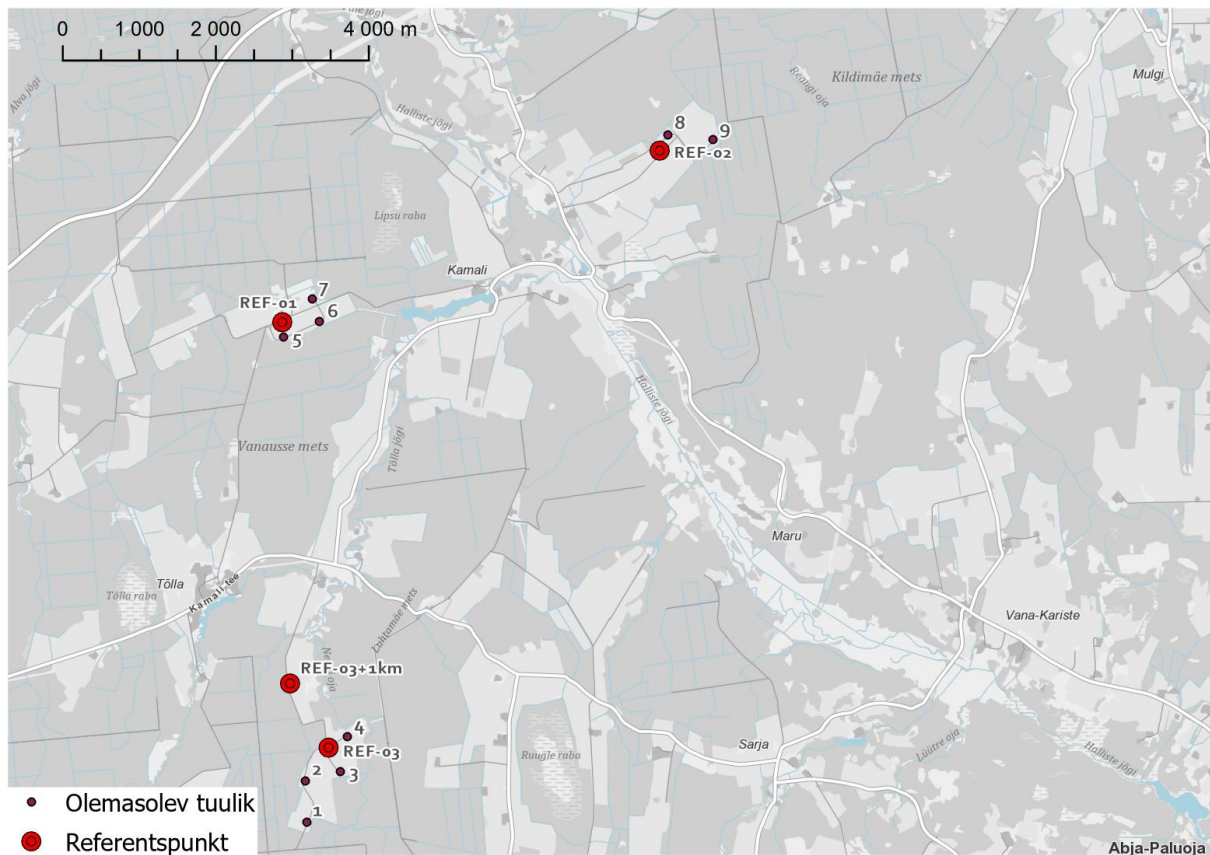 0 1 000 2 000 4 000 m
Alva jõgi
Halliste jõgi
Reangi oja
Kildimäe mets
Mulgi
8
9
REF-02
Lipsu raba
Kamali
7
REF-01
6
5
Halliste jõgi
Vanausse mets
Tõlla jõgi
Maru
Tõlla
Tõlla raba
Kamali tee
Luhtamäe mets
Vana-Kariste
REF-03+1km
4
REF-03
3
2
1
Ruugle raba
Sarja
Lüütre oja
Halliste jõgi
Olemasolev tuulik
Referentspunkt
Abja-Paluoja